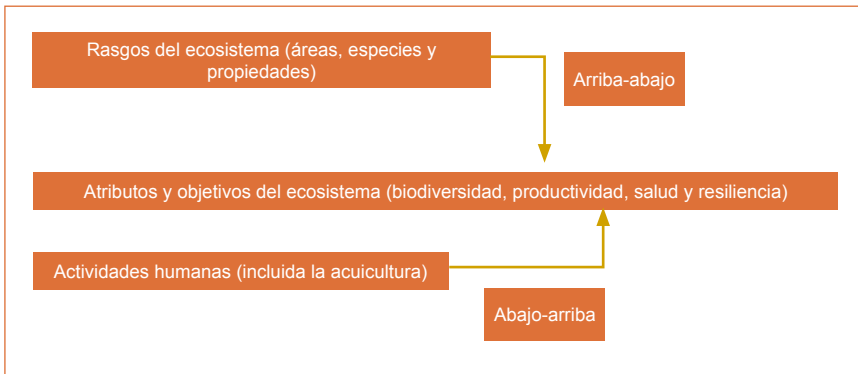 Rasgos del ecosistema (áreas, especies y
propiedades)
Arriba-abajo
Atributos y objetivos del ecosistema (biodiversidad, productividad, salud y resiliencia)
Actividades humanas (incluida la acuicultura)
Abajo-arriba